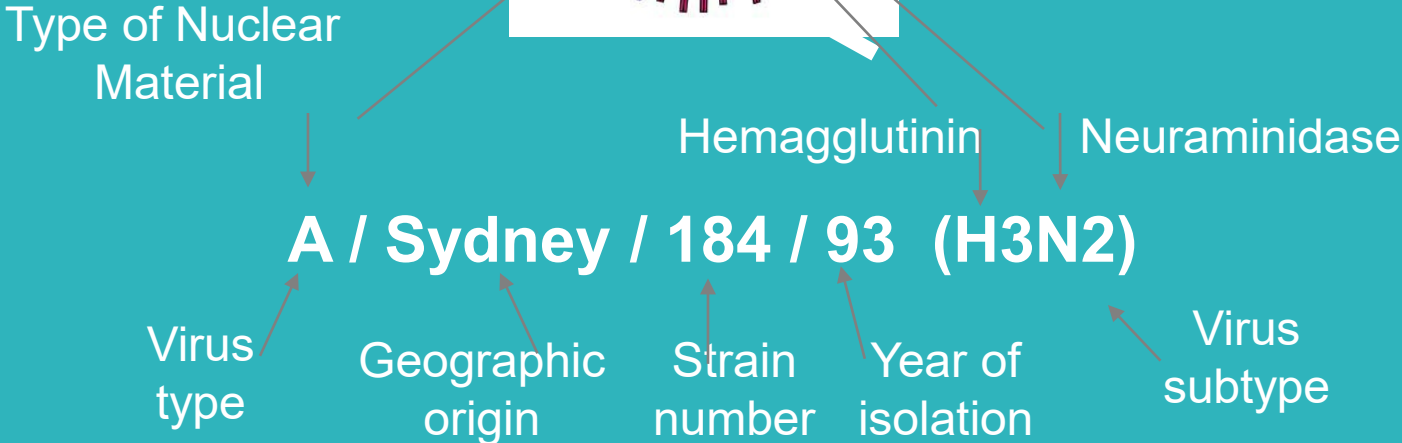 Type of Nuclear
Material
Hemagglutinin
Neuraminidase
A / Sydney / 184 / 93 (H3N2)
Virus
type
Geographic
origin
Strain
number
Year of
isolation
Virus
subtype